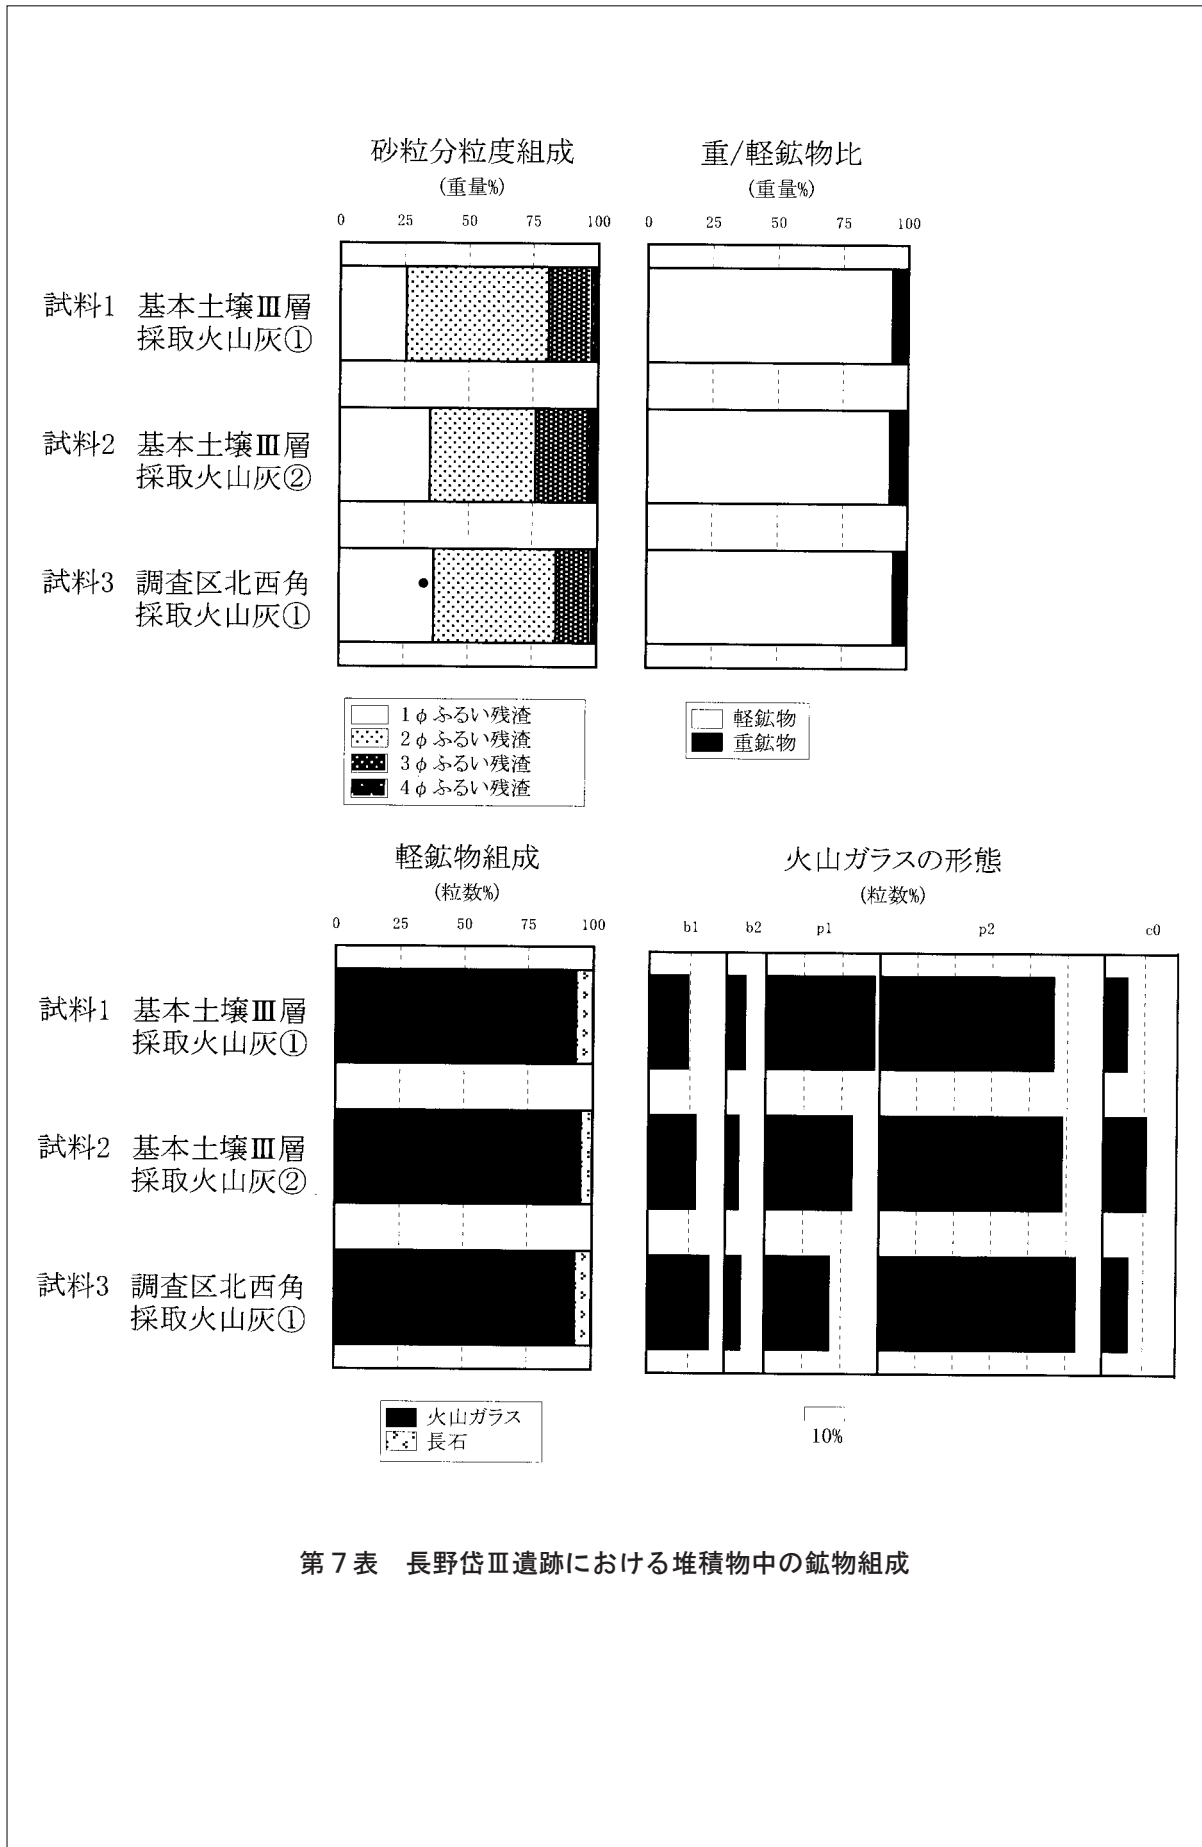 砂粒分粒度組成
(重量%)
0 25 50 75 100
重/軽鉱物比
(重量%)
0 25 50 75 100
試料1 基本土壌Ⅲ層
採取火山灰①
試料2 基本土壌Ⅲ層
採取火山灰②
試料3 調査区北西角
採取火山灰①
1φふるい残渣
2φふるい残渣
3φふるい残渣
4φふるい残渣
軽鉱物
重鉱物
軽鉱物組成
(粒数%)
0 25 50 75 100
火山ガラスの形態
(粒数%)
b1 b2 p1 p2 c0
試料1 基本土壌Ⅲ層
採取火山灰①
試料2 基本土壌Ⅲ層
採取火山灰②
試料3 調査区北西角
採取火山灰①
火山ガラス
長石
10%
第7表 長野岱Ⅲ遺跡における堆積物中の鉱物組成